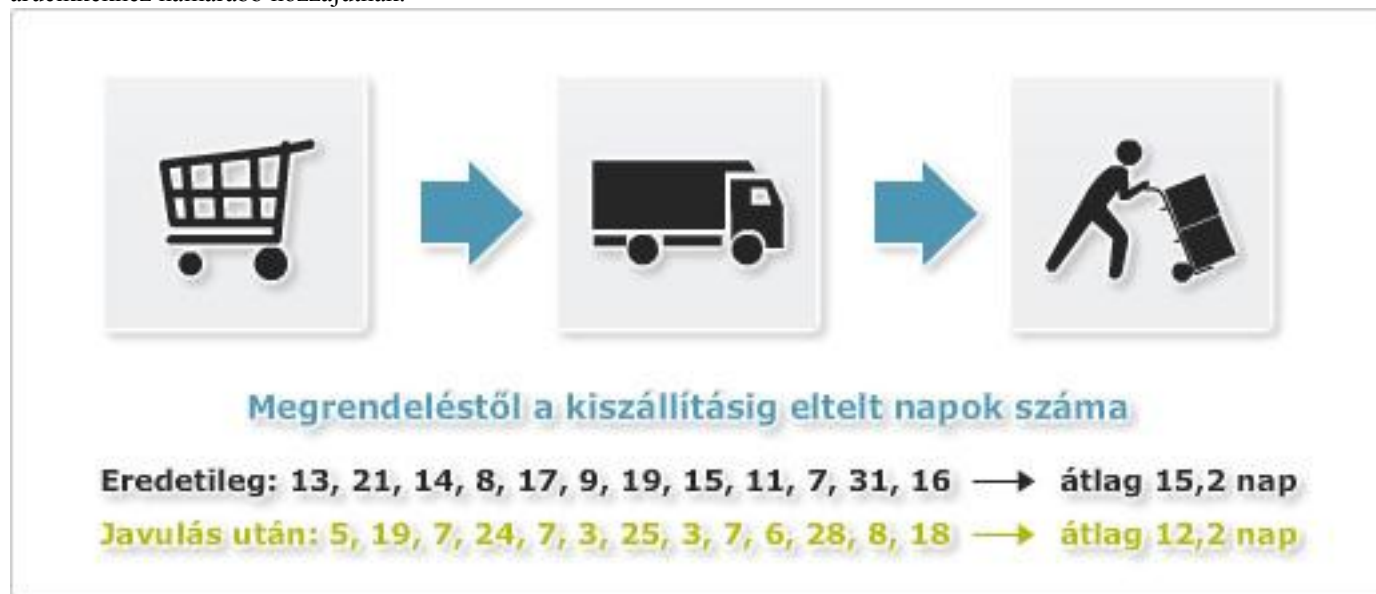 Megrendeléstől a kiszállításig eltelt napok száma
Eredetileg: 13, 21, 14, 8, 17, 9, 19, 15, 11, 7, 31, 16 → átlag 15,2 nap
Javulás után: 5, 19, 7, 24, 7, 3, 25, 3, 7, 6, 28, 8, 18 → átlag 12,2 nap